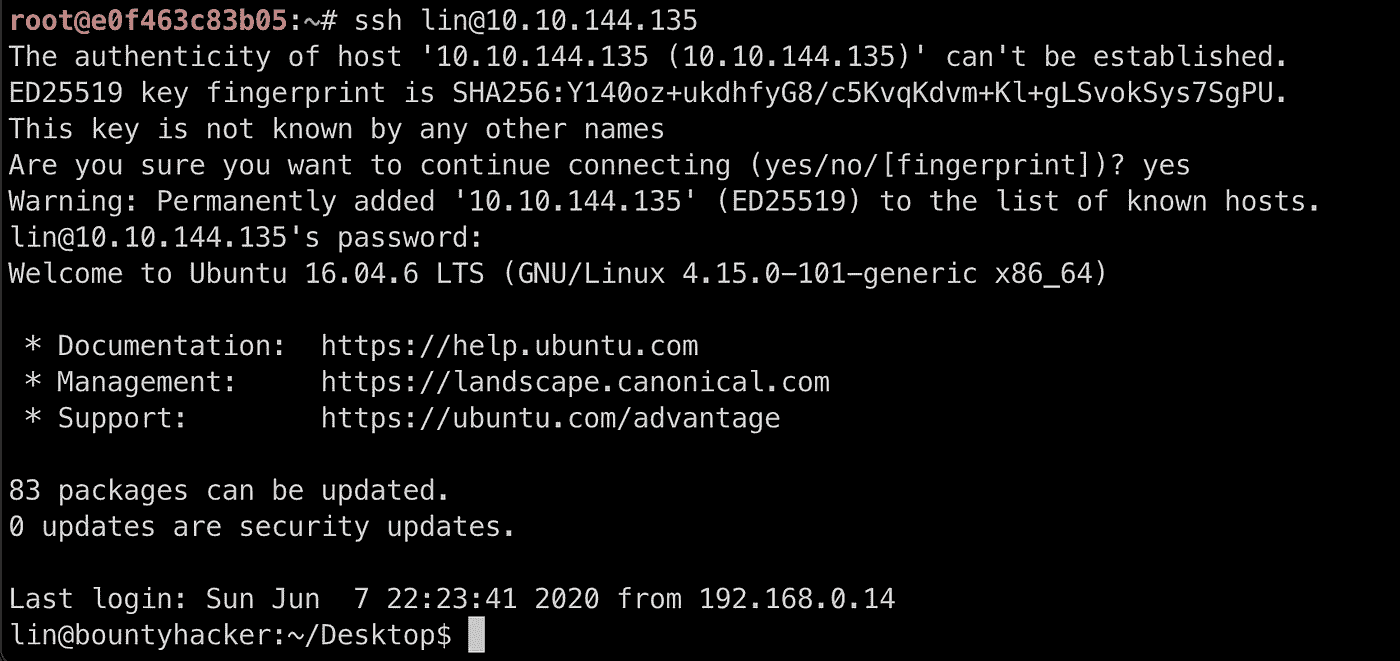 root@e0f463c83b05:~# ssh lin@10.10.144.135
The authenticity of host '10.10.144.135 (10.10.144.135)' can't be established.
ED25519 key fingerprint is SHA256:Y140oz+ukdhfyG8/c5KvqKdvm+Kl+gLSvokSys7SgPU.
This key is not known by any other names
Are you sure you want to continue connecting (yes/no/[fingerprint])? yes
Warning: Permanently added '10.10.144.135' (ED25519) to the list of known hosts.
lin@10.10.144.135's password:
Welcome to Ubuntu 16.04.6 LTS (GNU/Linux 4.15.0-101-generic x86_64)
* Documentation:  https://help.ubuntu.com
* Management:     https://landscape.canonical.com
* Support:        https://ubuntu.com/advantage
83 packages can be updated.
0 updates are security updates.
Last login: Sun Jun  7 22:23:41 2020 from 192.168.0.14
lin@bountyhacker:~/Desktop$